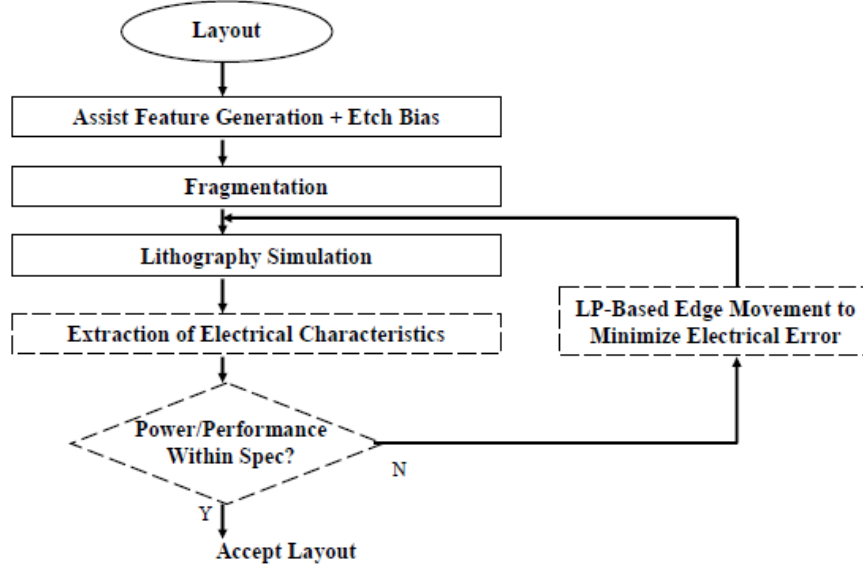 Layout
Assist Feature Generation + Etch Bias
Fragmentation
Lithography Simulation
Extraction of Electrical Characteristics
LP-Based Edge Movement to
Minimize Electrical Error
Power/Performance
Within Spec?
N
Y
Accept Layout